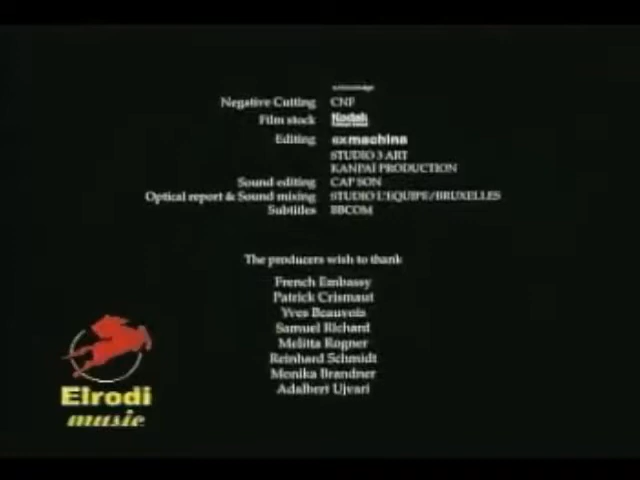 Negative Cutting CNF
Film stock Kodak
Editing exmachina
STUDIO 3 ART
KANPAI PRODUCTION
Sound editing CAP SON
Optical report & Sound mixing STUDIO L'EQUIPE/BRUXELLES
Subtitles BBCOM
The producers wish to thank
French Embassy
Patrick Crismaut
Yves Beauvois
Samuel Richard
Melitta Rogner
Reinhard Schmidt
Monika Brandner
Adalbert Ujvari
Elrodi
music